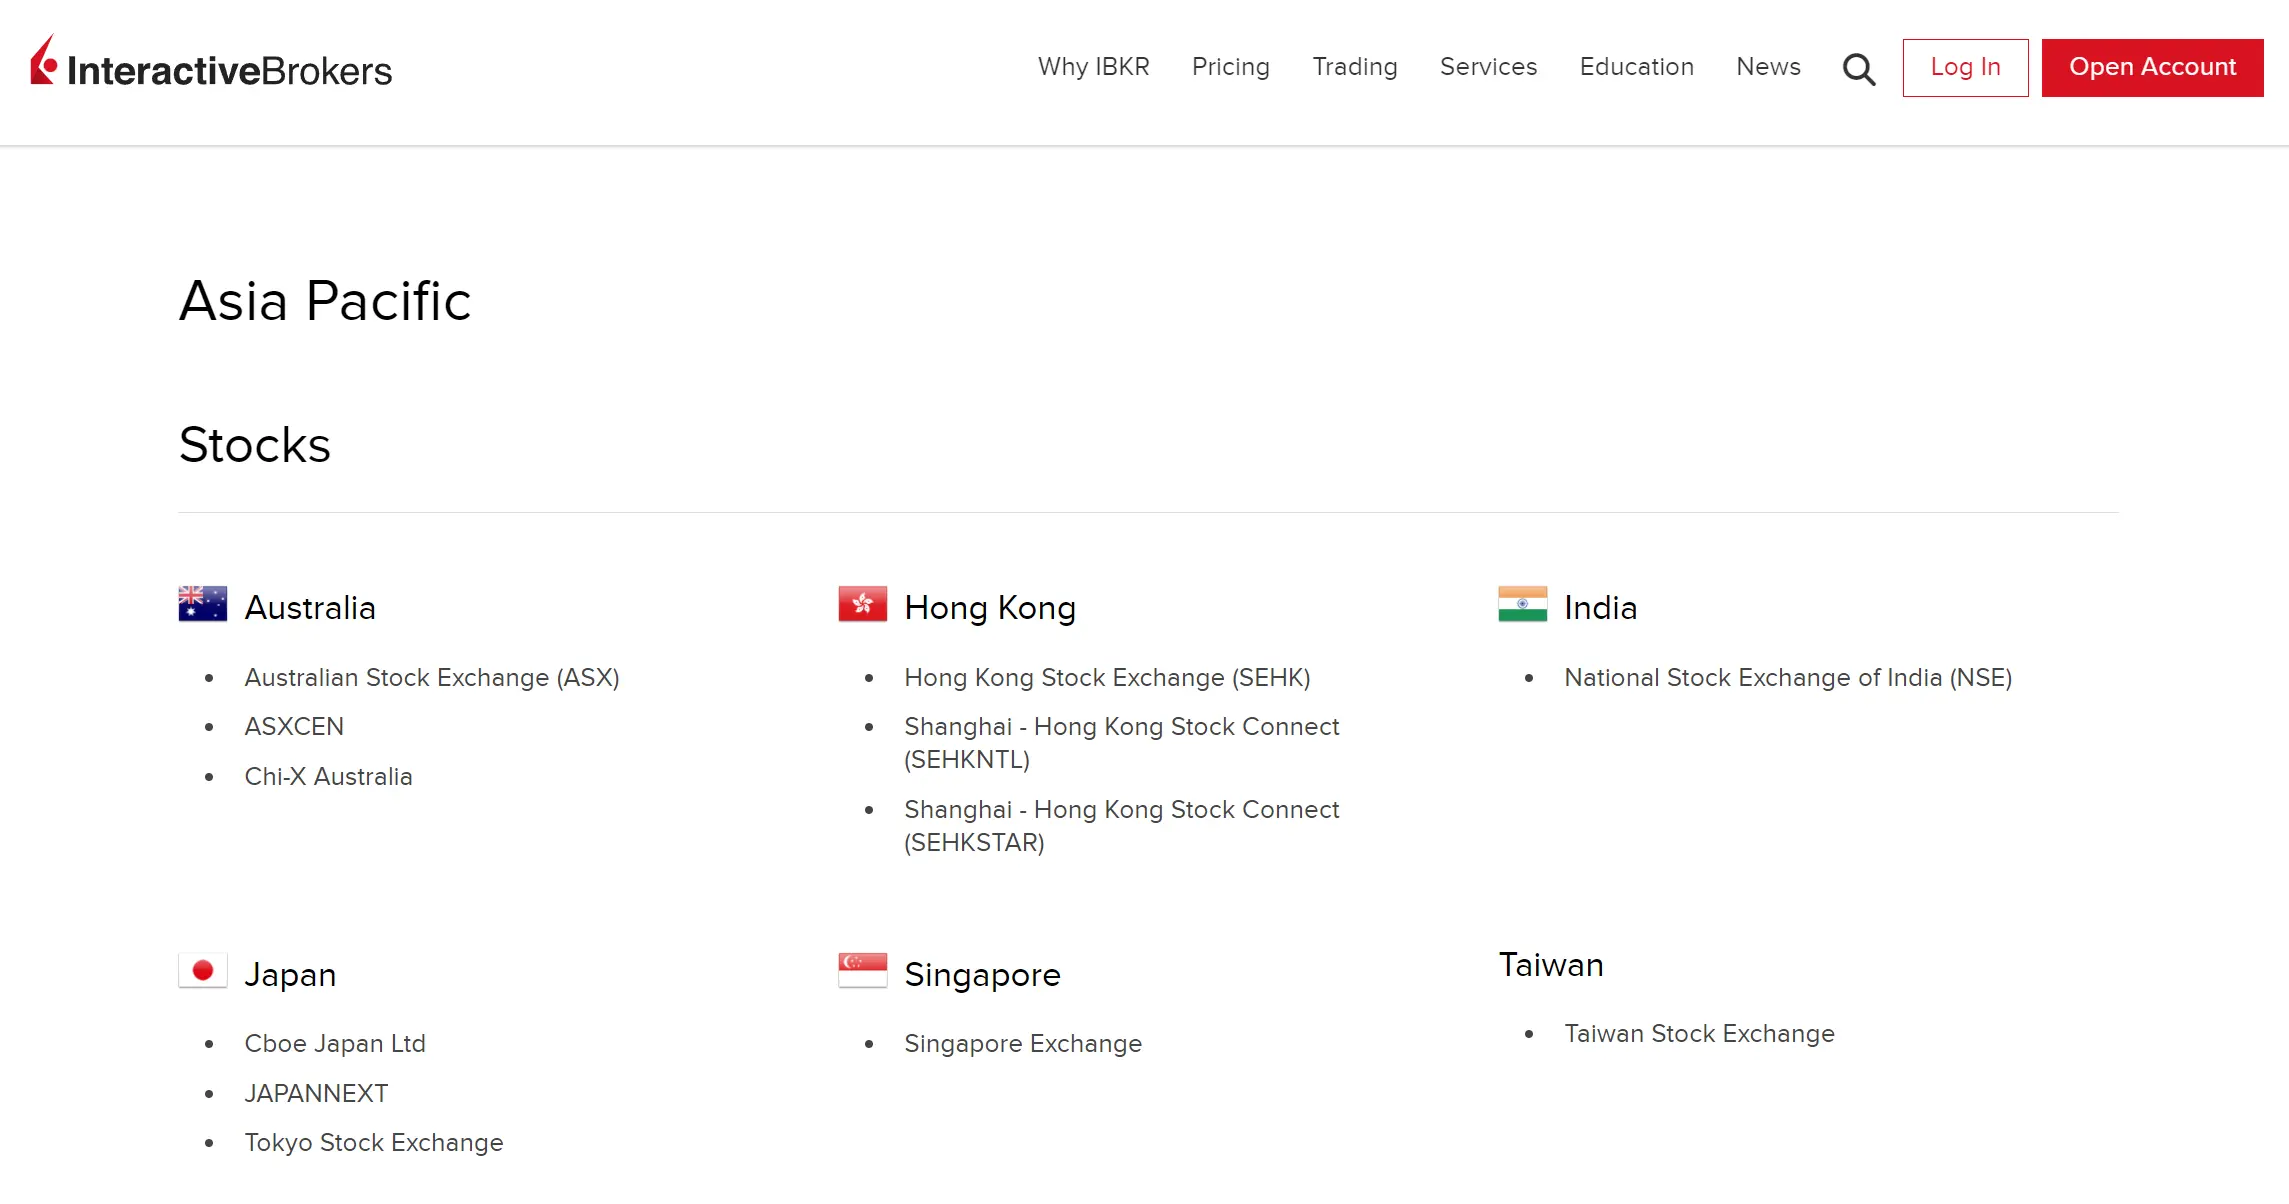 InteractiveBrokers
Why IBKR Pricing Trading Services Education News Log In Open Account
Asia Pacific
Stocks
Australia
Australian Stock Exchange (ASX)
ASXCEN
Chi-X Australia
Hong Kong
Hong Kong Stock Exchange (SEHK)
Shanghai - Hong Kong Stock Connect
(SEHKNTL)
Shanghai - Hong Kong Stock Connect
(SEHKSTAR)
India
National Stock Exchange of India (NSE)
Japan
Cboe Japan Ltd
JAPANNEXT
Tokyo Stock Exchange
Singapore
Singapore Exchange
Taiwan
Taiwan Stock Exchange